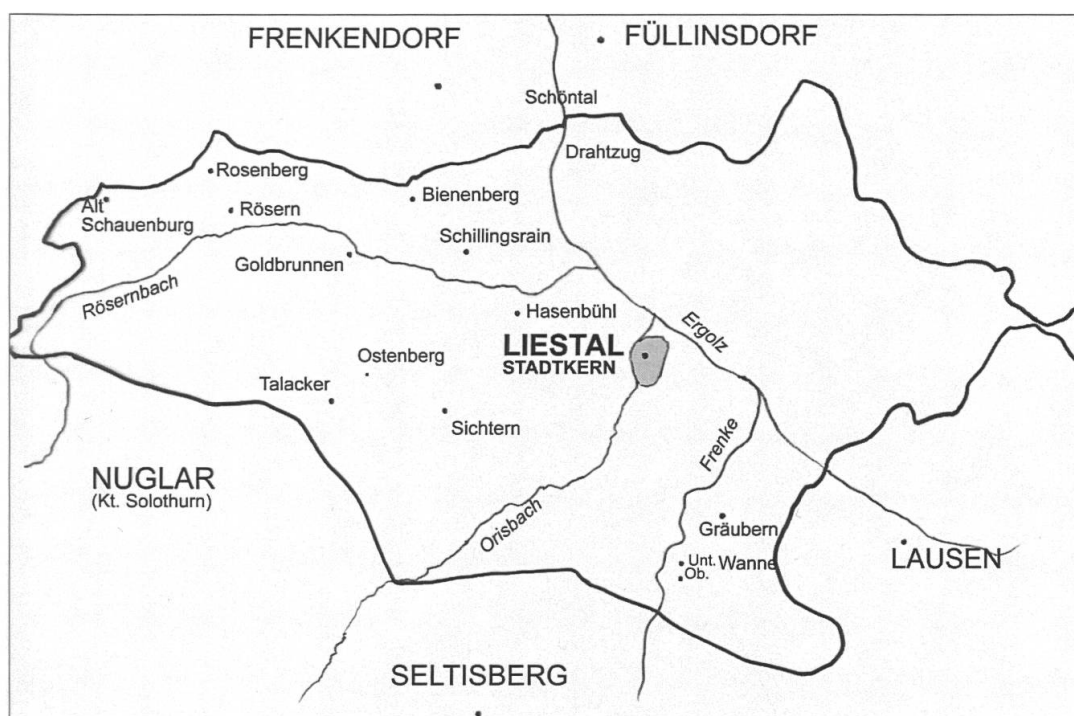 FRENKENDORF
FÜLLINSDORF
Schöntal
Drahtzug
Rosenberg
Bienenberg
Alt
Schauenburg
Rösern
Schillingsrain
Goldbrunnen
Rösernbach
Hasenbühl
Ergolz
LIESTAL
STADTKERN
Ostenberg
Talacker
Sichtern
Frenke
NUGLAR
(Kt. Solothurn)
Orisbach
Gräubern
LAUSEN
Unt. Wanne
Ob.
SELTISBERG